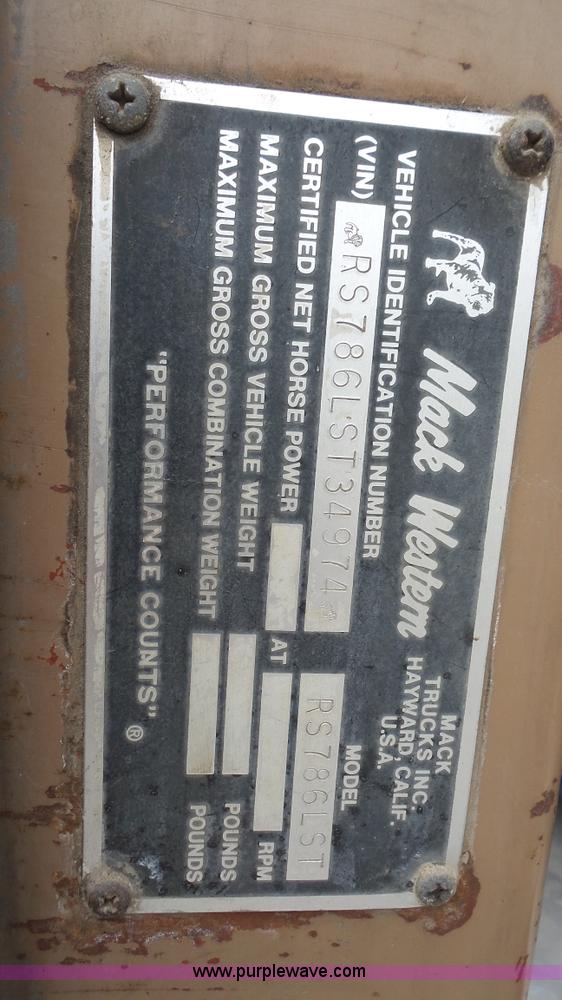 Mack Western
MACK
TRUCKS INC.
HAYWARD, CALIF.
U.S.A.
VEHICLE IDENTIFICATION NUMBER
(VIN) RS786LST34974
MODEL
RS786LST
CERTIFIED NET HORSE POWER AT RPM
MAXIMUM GROSS VEHICLE WEIGHT POUNDS
MAXIMUM GROSS COMBINATION WEIGHT POUNDS
"PERFORMANCE COUNTS"®
www.purplewave.com